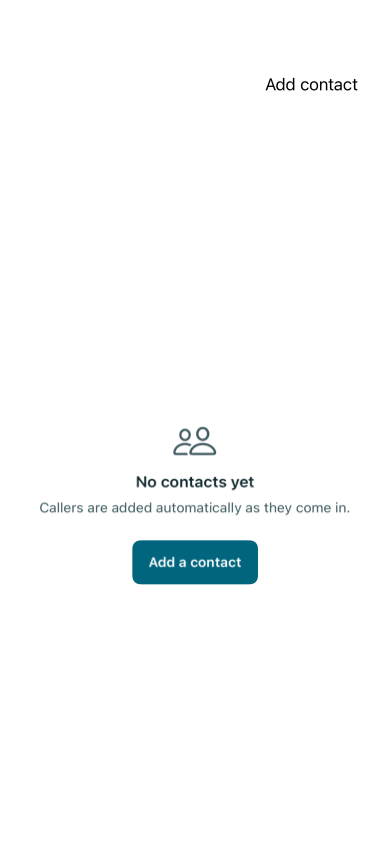 Add contact
No contacts yet
Callers are added automatically as they come in.
Add a contact